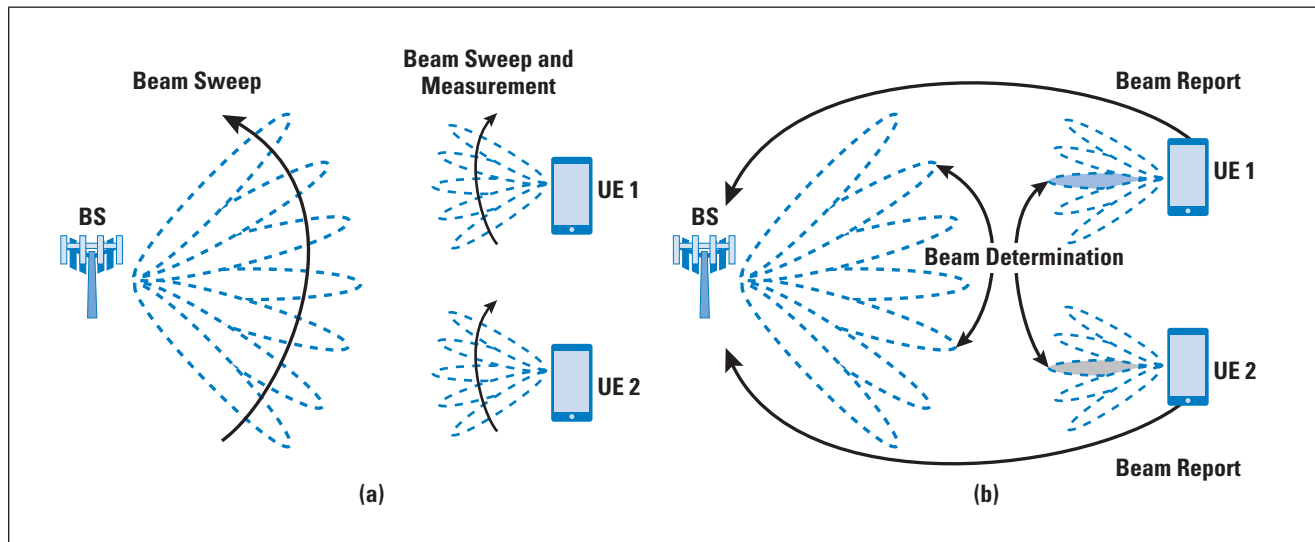 Beam Sweep
Beam Sweep and
Measurement
BS
UE 1
UE 2
(a)
Beam Report
BS
UE 1
Beam Determination
UE 2
Beam Report
(b)